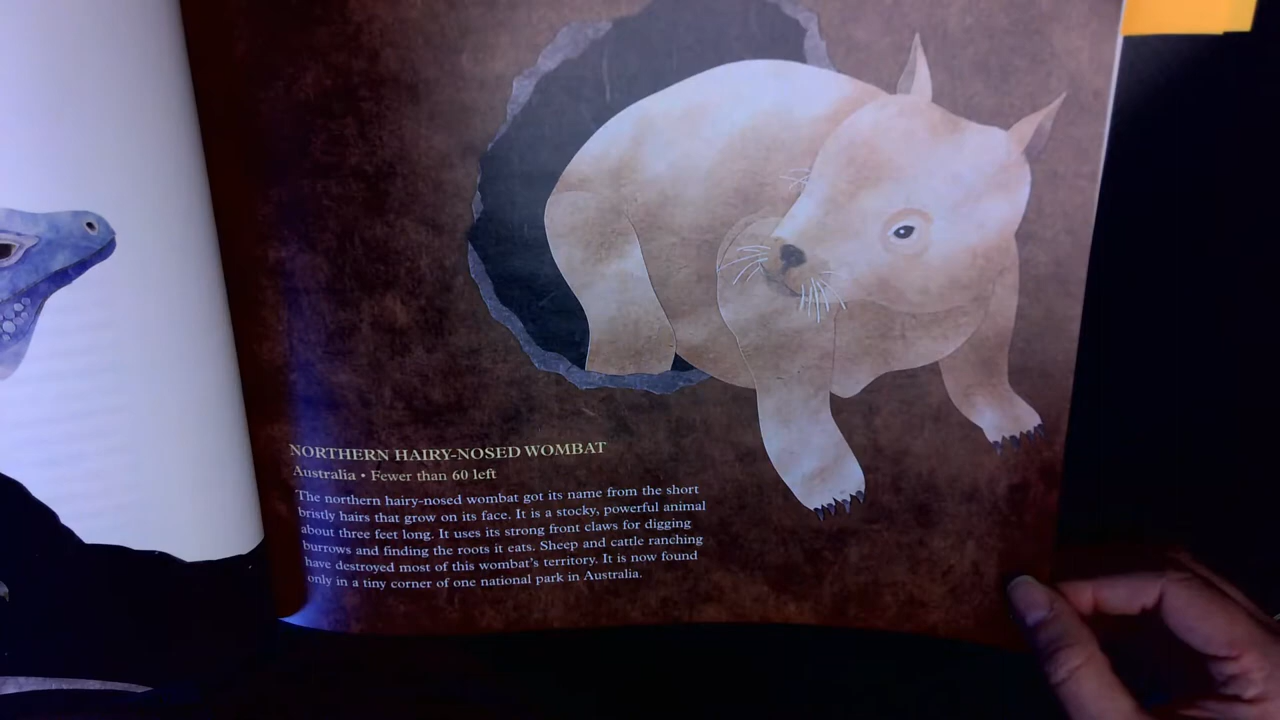 NORTHERN HAIRY-NOSED WOMBAT
Australia • Fewer than 60 left
The northern hairy-nosed wombat got its name from the short
bristly hairs that grow on its face. It is a stocky, powerful animal
about three feet long. It uses its strong front claws for digging
burrows and finding the roots it eats. Sheep and cattle ranching
have destroyed most of this wombat's territory. It is now found
only in a tiny corner of one national park in Australia.